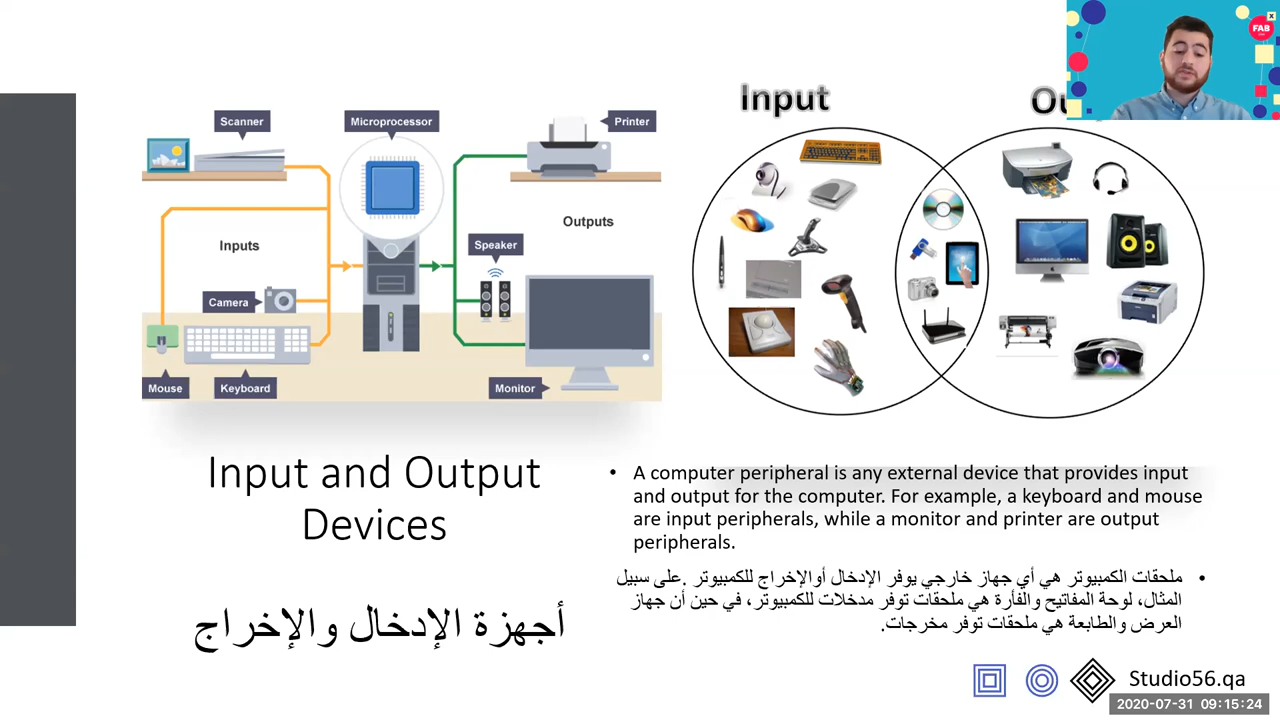 FAB
x
Input
Ou
Scanner
Microprocessor
Printer
Inputs
Outputs
Speaker
Camera
Mouse
Keyboard
Monitor
Input and Output
Devices
أجهزة الإدخال والإخراج
• A computer peripheral is any external device that provides input
and output for the computer. For example, a keyboard and mouse
are input peripherals, while a monitor and printer are output
peripherals.
• ملحقات الكمبيوتر هي أي جهاز خارجي يوفر الإدخال أوالإخراج للكمبيوتر .على سبيل
المثال، لوحة المفاتيح والفأرة هي ملحقات توفر مدخلات للكمبيوتر، في حين أن جهاز
العرض والطابعة هي ملحقات توفر مخرجات.
Studio56.qa
2020-07-31 09:15:24